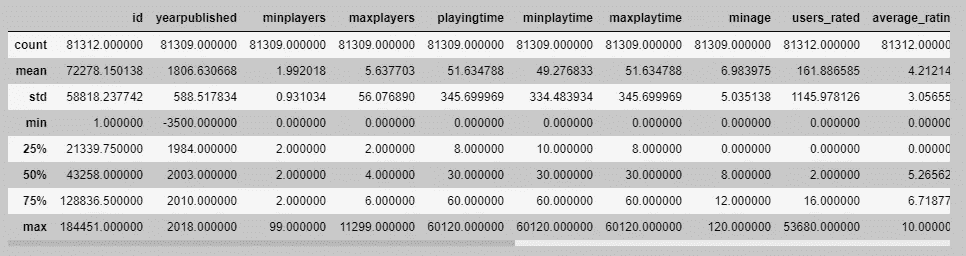 id yearpublished minplayers maxplayers playingtime minplaytime maxplaytime minage users_rated average_ratin
count 81312.000000 81309.000000 81309.000000 81309.000000 81309.000000 81309.000000 81309.000000 81309.000000 81312.000000 81312.0000
mean 72278.150138 1806.630668 1.992018 5.637703 51.634788 49.276833 51.634788 6.983975 161.886585 4.21214
std 58818.237742 588.517834 0.931034 56.076890 345.699969 334.483934 345.699969 5.035138 1145.978126 3.05655
min 1.000000 -3500.000000 0.000000 0.000000 0.000000 0.000000 0.000000 0.000000 0.000000 0.0000
25% 21339.750000 1984.000000 2.000000 2.000000 8.000000 10.000000 8.000000 0.000000 0.000000 0.0000
50% 43258.000000 2003.000000 2.000000 4.000000 30.000000 30.000000 30.000000 8.000000 2.000000 5.26562
75% 128836.500000 2010.000000 2.000000 6.000000 60.000000 60.000000 60.000000 12.000000 16.000000 6.71877
max 184451.000000 2018.000000 99.000000 11299.000000 60120.000000 60120.000000 60120.000000 120.000000 53680.000000 10.0000